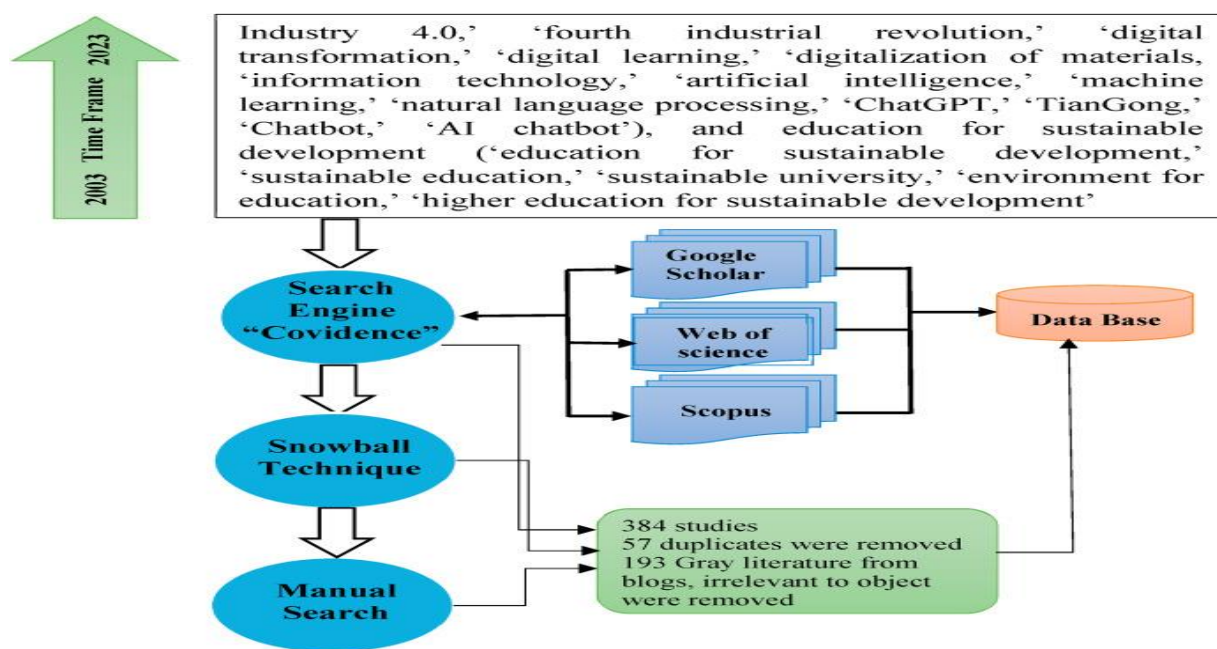 2003 Time Frame 2023
Industry 4.0,’ ‘fourth industrial revolution,’ ‘digital
transformation,’ ‘digital learning,’ ‘digitalization of materials,
‘information technology,’ ‘artificial intelligence,’ ‘machine
learning,’ ‘natural language processing,’ ‘ChatGPT,’ ‘TianGong,’
‘Chatbot,’ ‘AI chatbot’), and education for sustainable
development (‘education for sustainable development,’
‘sustainable education,’ ‘sustainable university,’ ‘environment for
education,’ ‘higher education for sustainable development’
Search
Engine
“Covidence”
Google
Scholar
Web of
science
Scopus
Data Base
Snowball
Technique
Manual
Search
384 studies
57 duplicates were removed
193 Gray literature from
blogs, irrelevant to object
were removed